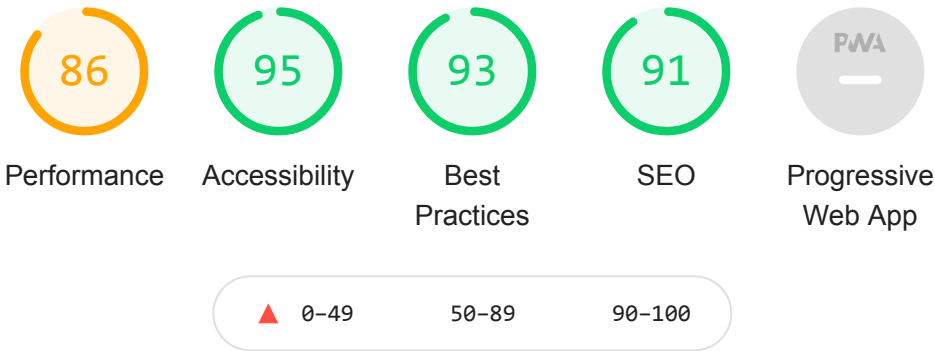 86 95 93 91 PWA
Performance Accessibility Best Practices SEO Progressive Web App
0–49 50–89 90–100